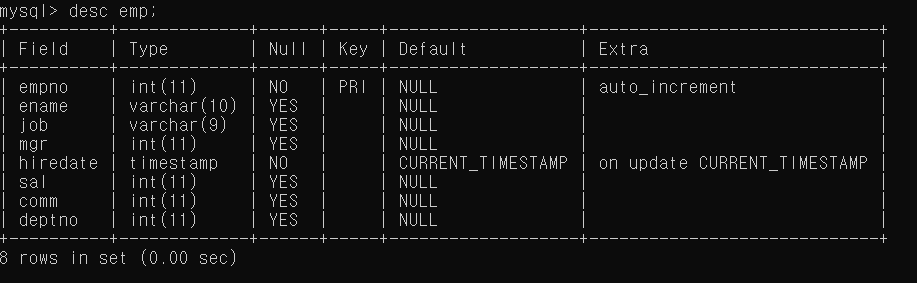 mysql> desc emp;
+----------+-------------+------+-----+-------------------+-----------------------------+
| Field    | Type        | Null | Key | Default           | Extra                       |
+----------+-------------+------+-----+-------------------+-----------------------------+
| empno    | int(11)     | NO   | PRI | NULL              | auto_increment              |
| ename    | varchar(10) | YES  |     | NULL              |                             |
| job      | varchar(9)  | YES  |     | NULL              |                             |
| mgr      | int(11)     | YES  |     | NULL              |                             |
| hiredate | timestamp   | NO   |     | CURRENT_TIMESTAMP | on update CURRENT_TIMESTAMP |
| sal      | int(11)     | YES  |     | NULL              |                             |
| comm     | int(11)     | YES  |     | NULL              |                             |
| deptno   | int(11)     | YES  |     | NULL              |                             |
+----------+-------------+------+-----+-------------------+-----------------------------+
8 rows in set (0.00 sec)